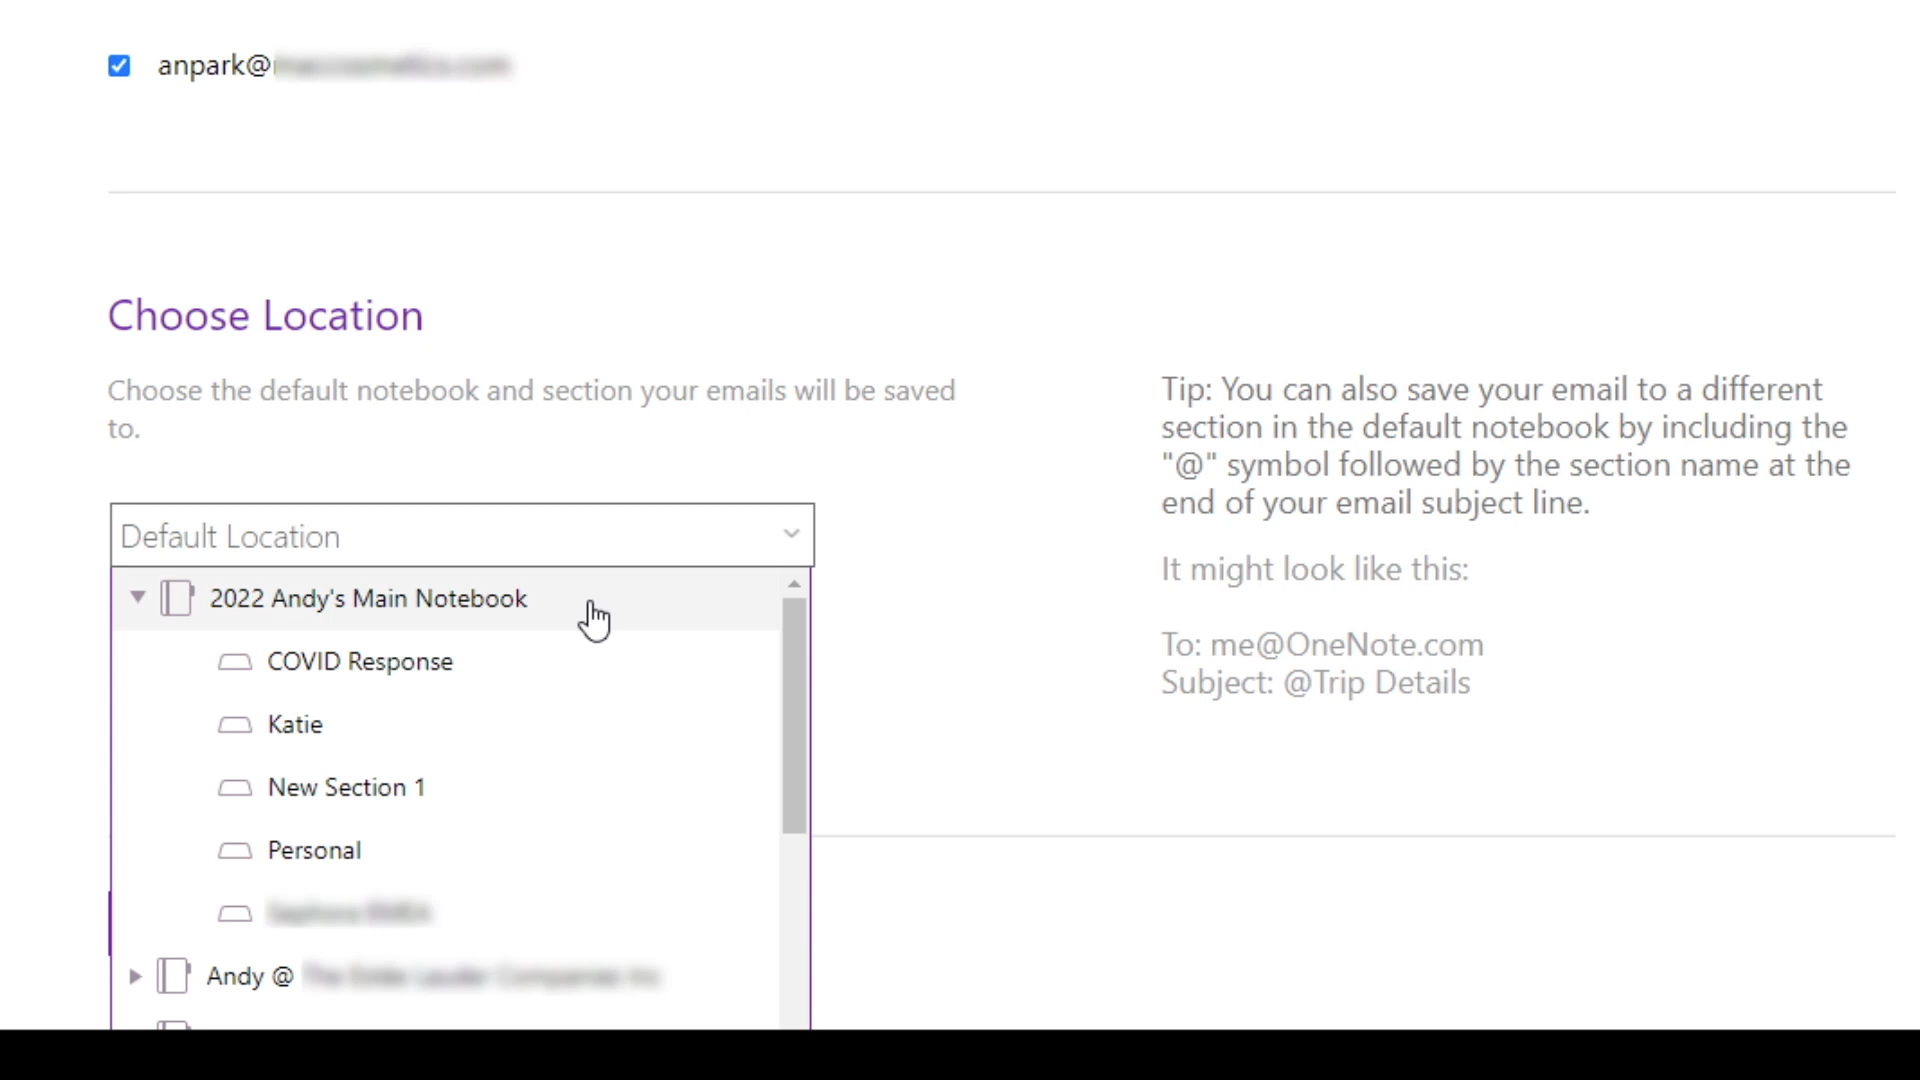 anpark@
Choose Location
Choose the default notebook and section your emails will be saved
to.
Default Location
2022 Andy's Main Notebook
COVID Response
Katie
New Section 1
Personal
Andy @
Tip: You can also save your email to a different
section in the default notebook by including the
"@" symbol followed by the section name at the
end of your email subject line.
It might look like this:
To: me@OneNote.com
Subject: @Trip Details